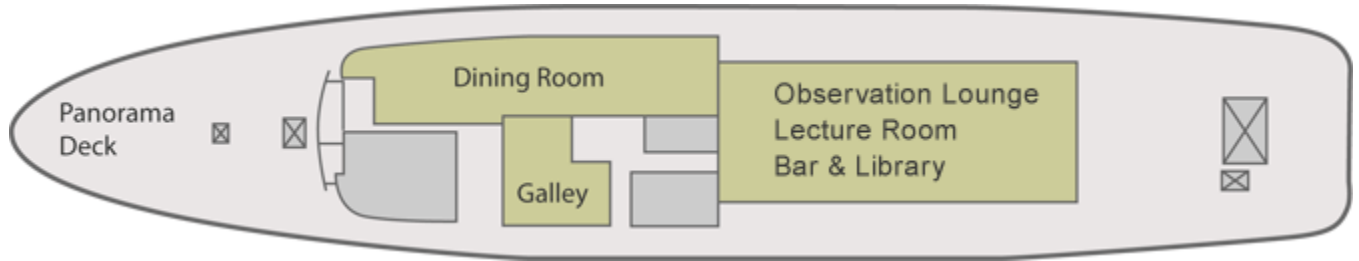 Panorama
Deck
Dining Room
Galley
Observation Lounge
Lecture Room
Bar & Library